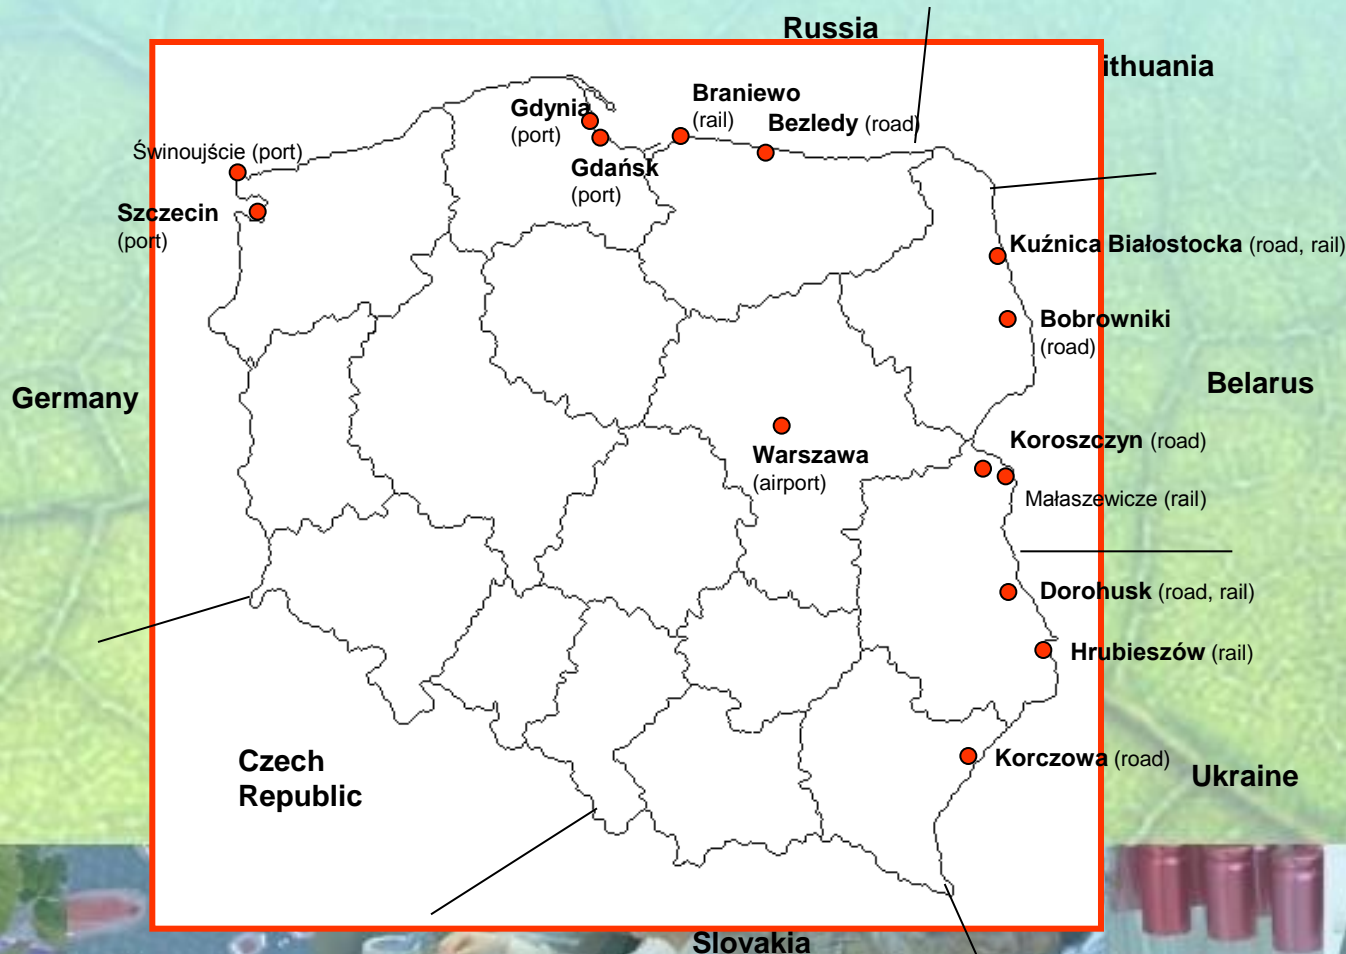 Russia
ithuania
Braniewo
(rail)
Gdynia
(port)
Bezledy (road)
Gdańsk
(port)
Świnoujście (port)
Szczecin
(port)
Kuźnica Białostocka (road, rail)
Bobrowniki
(road)
Germany
Belarus
Koroszczyn (road)
Warszawa
(airport)
Małaszewicze (rail)
Dorohusk (road, rail)
Hrubieszów (rail)
Czech
Republic
Korczowa (road)
Ukraine
Slovakia